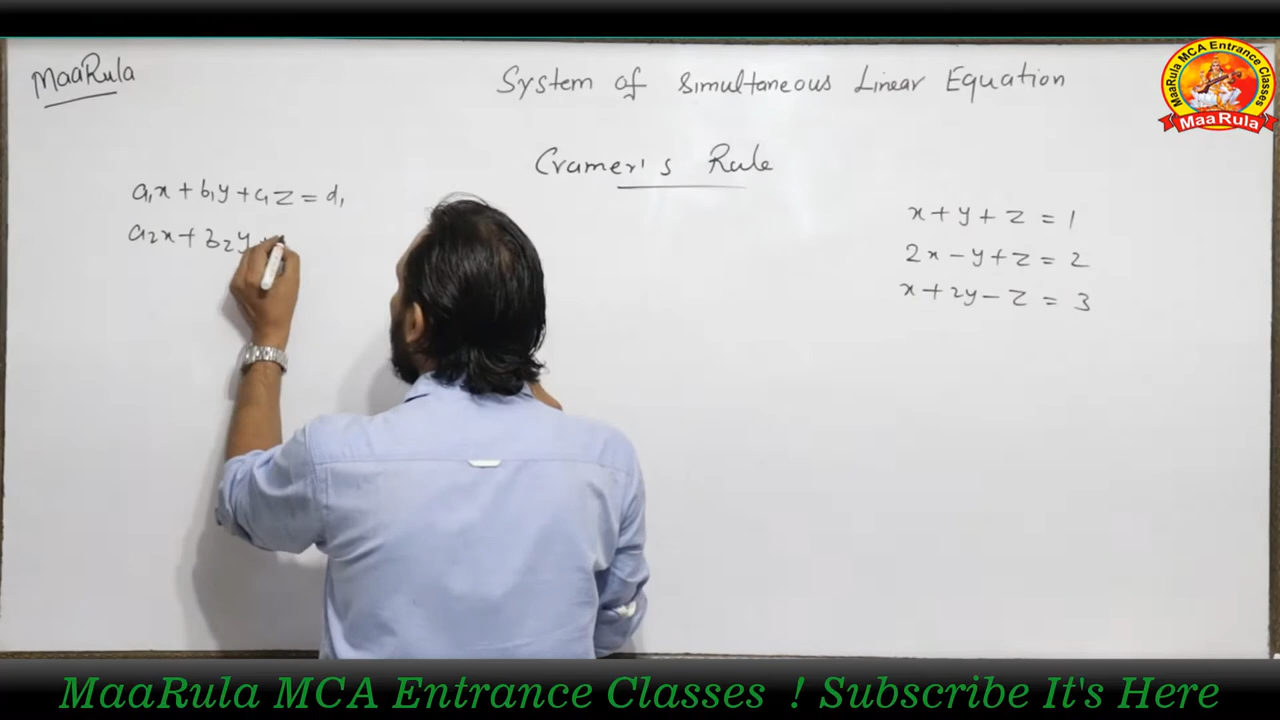 MaaRula
System of Simultaneous Linear Equation
MaaRula MCA Entrance Classes
MaaRula
Cramer's Rule
a₁x + b₁y + c₁z = d₁
a₂x + b₂y +
x + y + z = 1
2x - y + z = 2
x + 2y - z = 3
MaaRula MCA Entrance Classes ! Subscribe It's Here